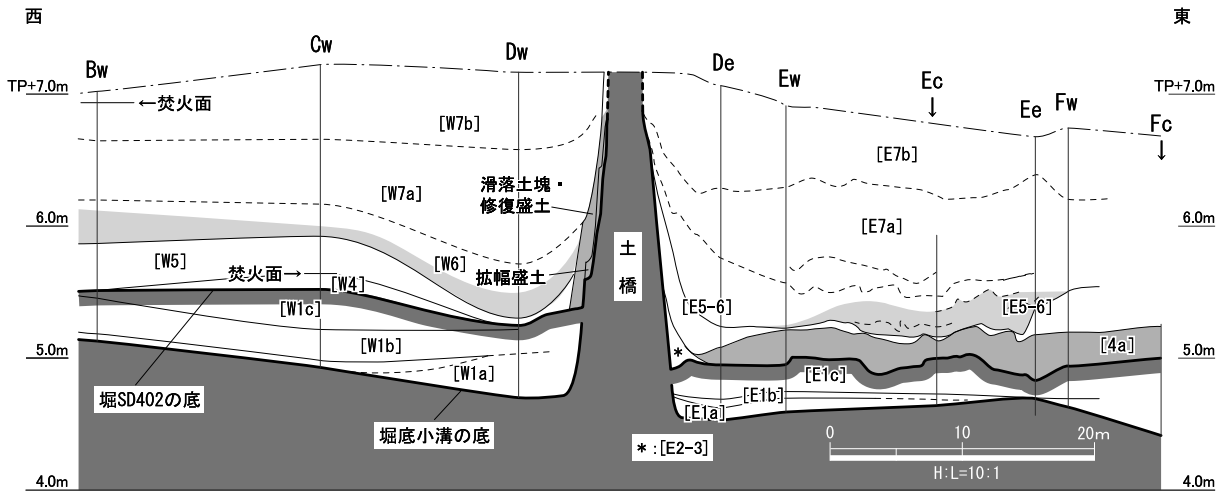 西
東
Bw
Cw
Dw
De
Ew
Ec
↓
Ee
Fw
Fc
↓
TP+7.0m
TP+7.0m
←焚火面
[W7b]
[E7b]
[W7a]
滑落土塊・
修復盛土
[E7a]
6.0m
6.0m
土
橋
[W5]
焚火面→
[W4]
[W6]
拡幅盛土
[E5-6]
[E5-6]
[W1c]
[4a]
5.0m
5.0m
[W1b]
[W1a]
*
[E1c]
[E1b]
[E1a]
堀SD402の底
堀底小溝の底
*:[E2-3]
0
10
20m
H:L=10:1
4.0m
4.0m